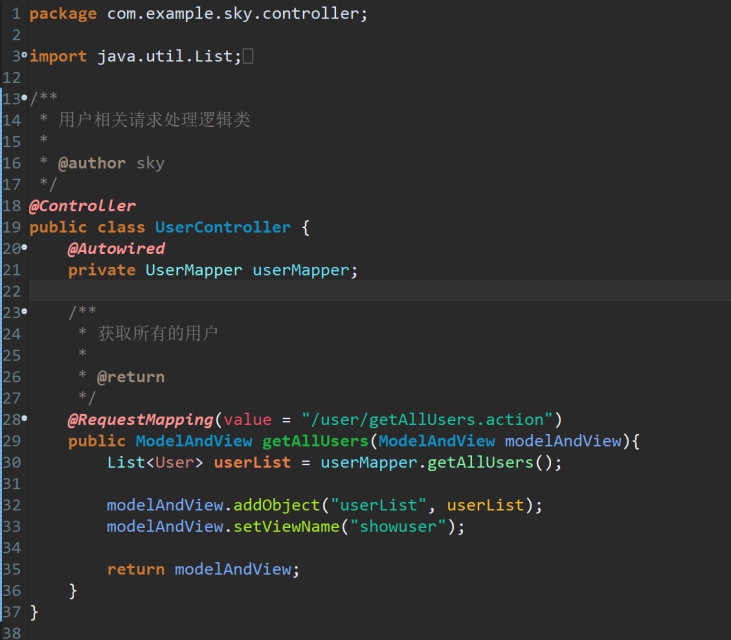 1 package com.example.sky.controller;
2
3 import java.util.List;
12
13 /**
14  * 用户相关请求处理逻辑类
15  *
16  * @author sky
17  */
18 @Controller
19 public class UserController {
20     @Autowired
21     private UserMapper userMapper;
22
23     /**
24      * 获取所有的用户
25      *
26      * @return
27      */
28     @RequestMapping(value = "/user/getAllUsers.action")
29     public ModelAndView getAllUsers(ModelAndView modelAndView){
30         List<User> userList = userMapper.getAllUsers();
31
32         modelAndView.addObject("userList", userList);
33         modelAndView.setViewName("showuser");
34
35         return modelAndView;
36     }
37 }
38